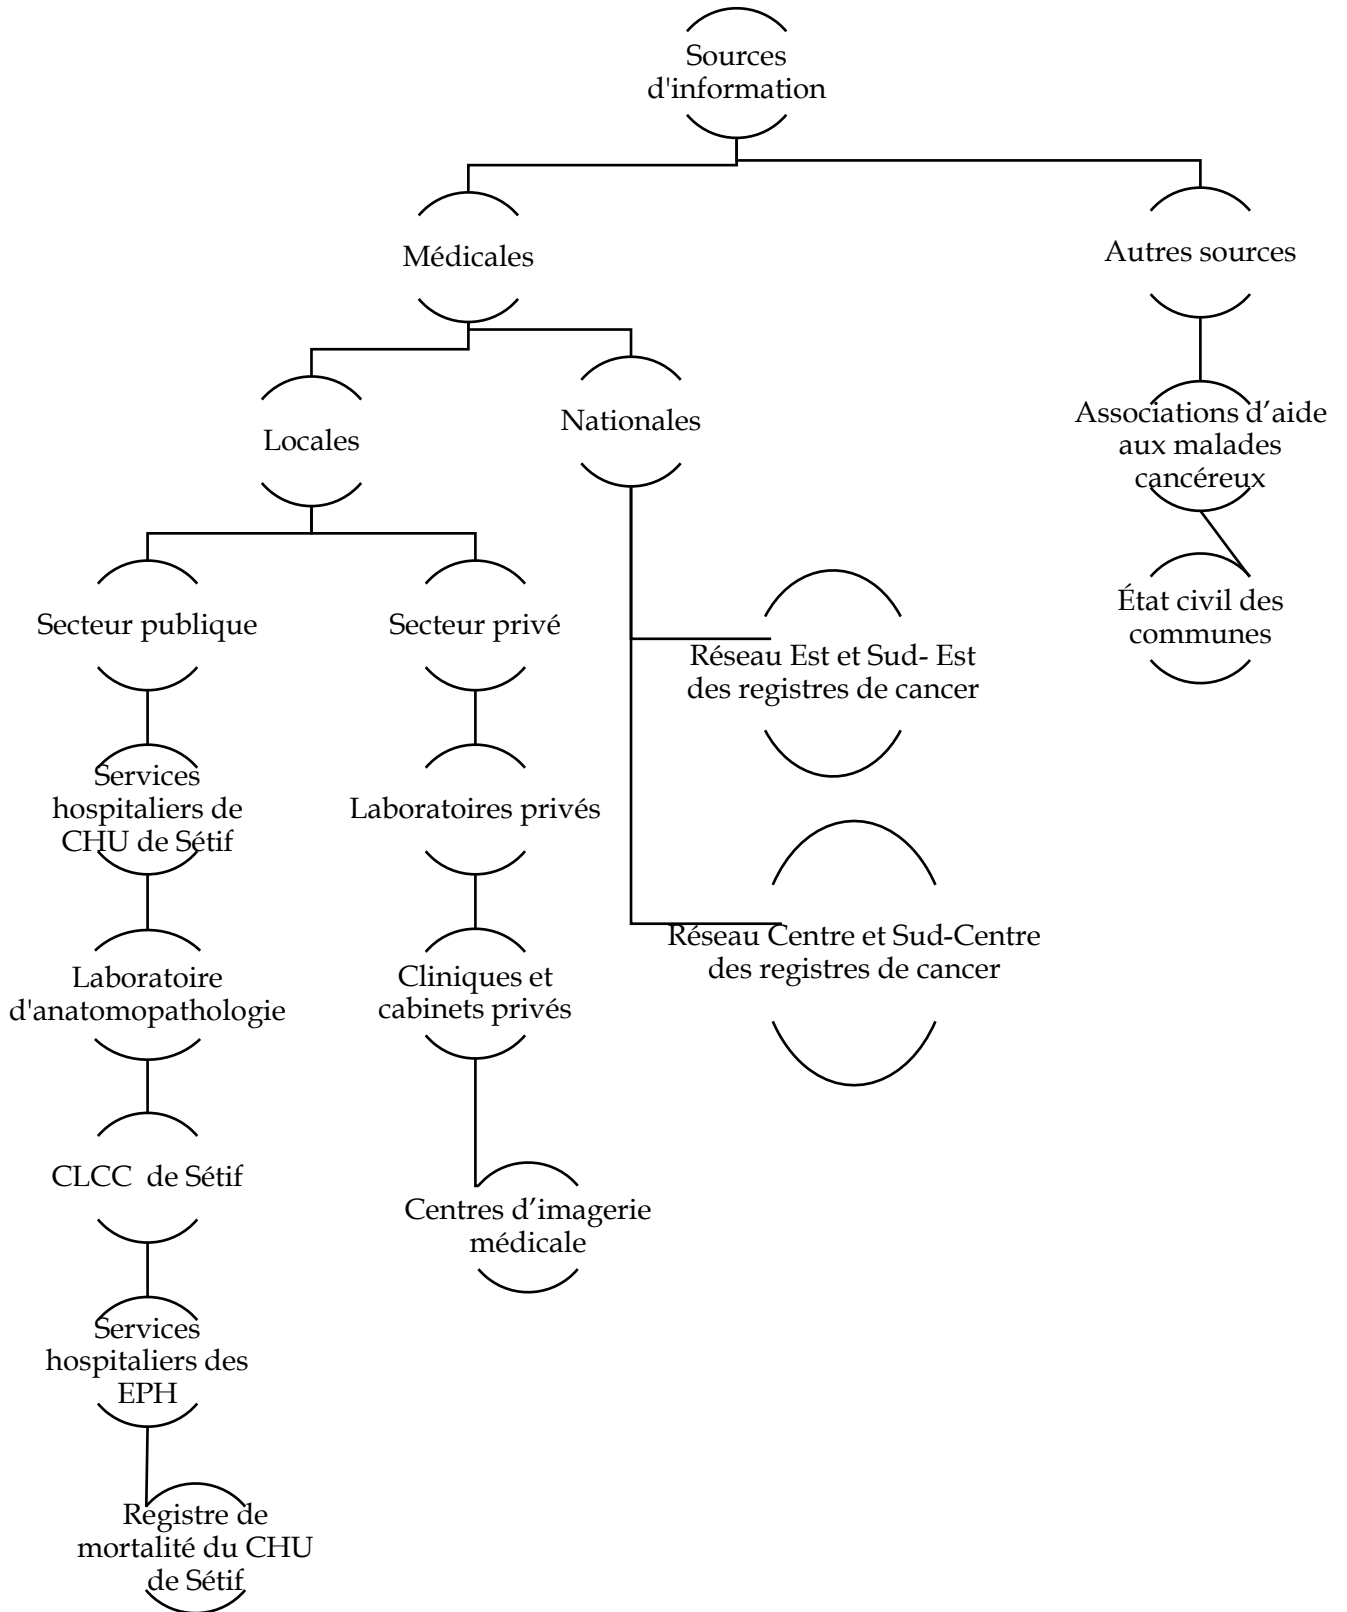 Sources
d'information
Médicales
Autres sources
Locales
Nationales
Associations d’aide
aux malades
cancéreux
Secteur publique
Secteur privé
État civil des
communes
Réseau Est et Sud- Est
des registres de cancer
Services
hospitaliers de
CHU de Sétif
Laboratoires privés
Réseau Centre et Sud-Centre
des registres de cancer
Laboratoire
d'anatomopathologie
Cliniques et
cabinets privés
CLCC  de Sétif
Centres d’imagerie
médicale
Services
hospitaliers des
EPH
Registre de
mortalité du CHU
de Sétif